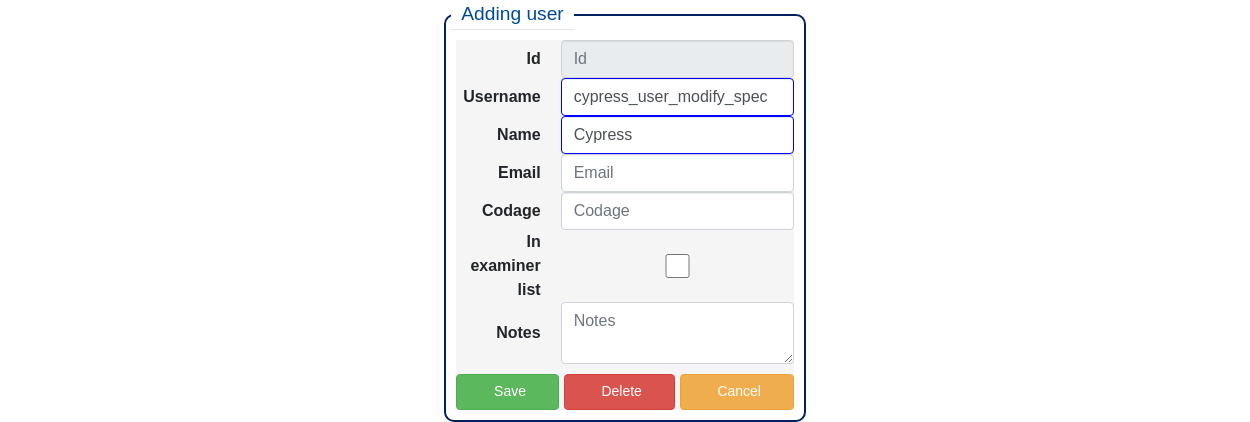 Adding user
Id Id
Username cypress_user_modify_spec
Name Cypress
Email Email
Codage Codage
In
examiner
list
Notes Notes
Save Delete Cancel